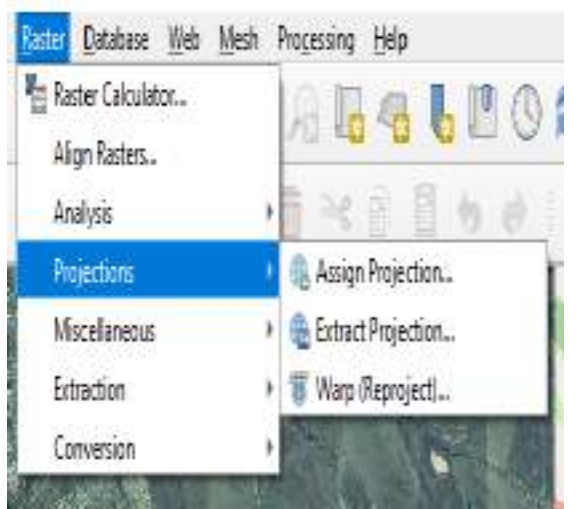 Raster Database Web Mesh Processing Help
Raster Calculator...
Align Rasters...
Analysis
Projections
Assign Projection...
Miscellaneous
Extract Projection...
Extraction
Warp (Reproject)...
Conversion